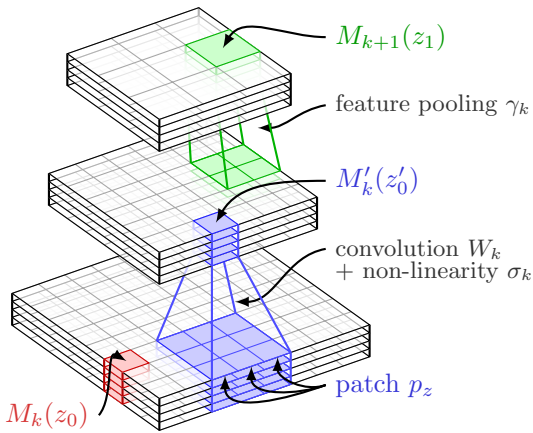 M_{k+1}(z_1)
feature pooling γ_k
M'_k(z'_0)
convolution W_k
+ non-linearity σ_k
patch p_z
M_k(z_0)